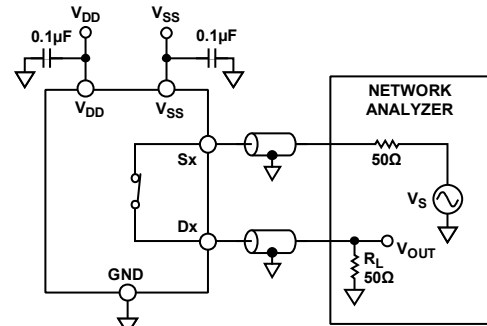 VDD
VSS
0.1µF
0.1µF
VDD
VSS
NETWORK
ANALYZER
Sx
50Ω
VS
Dx
VOUT
RL
50Ω
GND